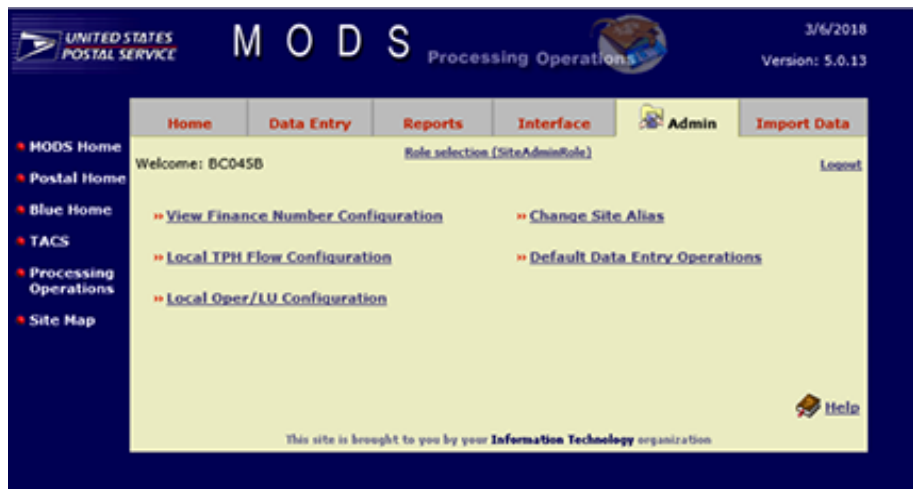 UNITED STATES
POSTAL SERVICE
M O D S
Processing Operations
3/6/2018
Version: 5.0.13
Home
Data Entry
Reports
Interface
Admin
Import Data
MODS Home
Postal Home
Blue Home
TACS
Processing
Operations
Site Map
Welcome: BC04SB
Role selection (SiteAdminRole)
Logout
» View Finance Number Configuration
» Change Site Alias
» Local TPH Flow Configuration
» Default Data Entry Operations
» Local Oper/LU Configuration
Help
This site is brought to you by your Information Technology organization